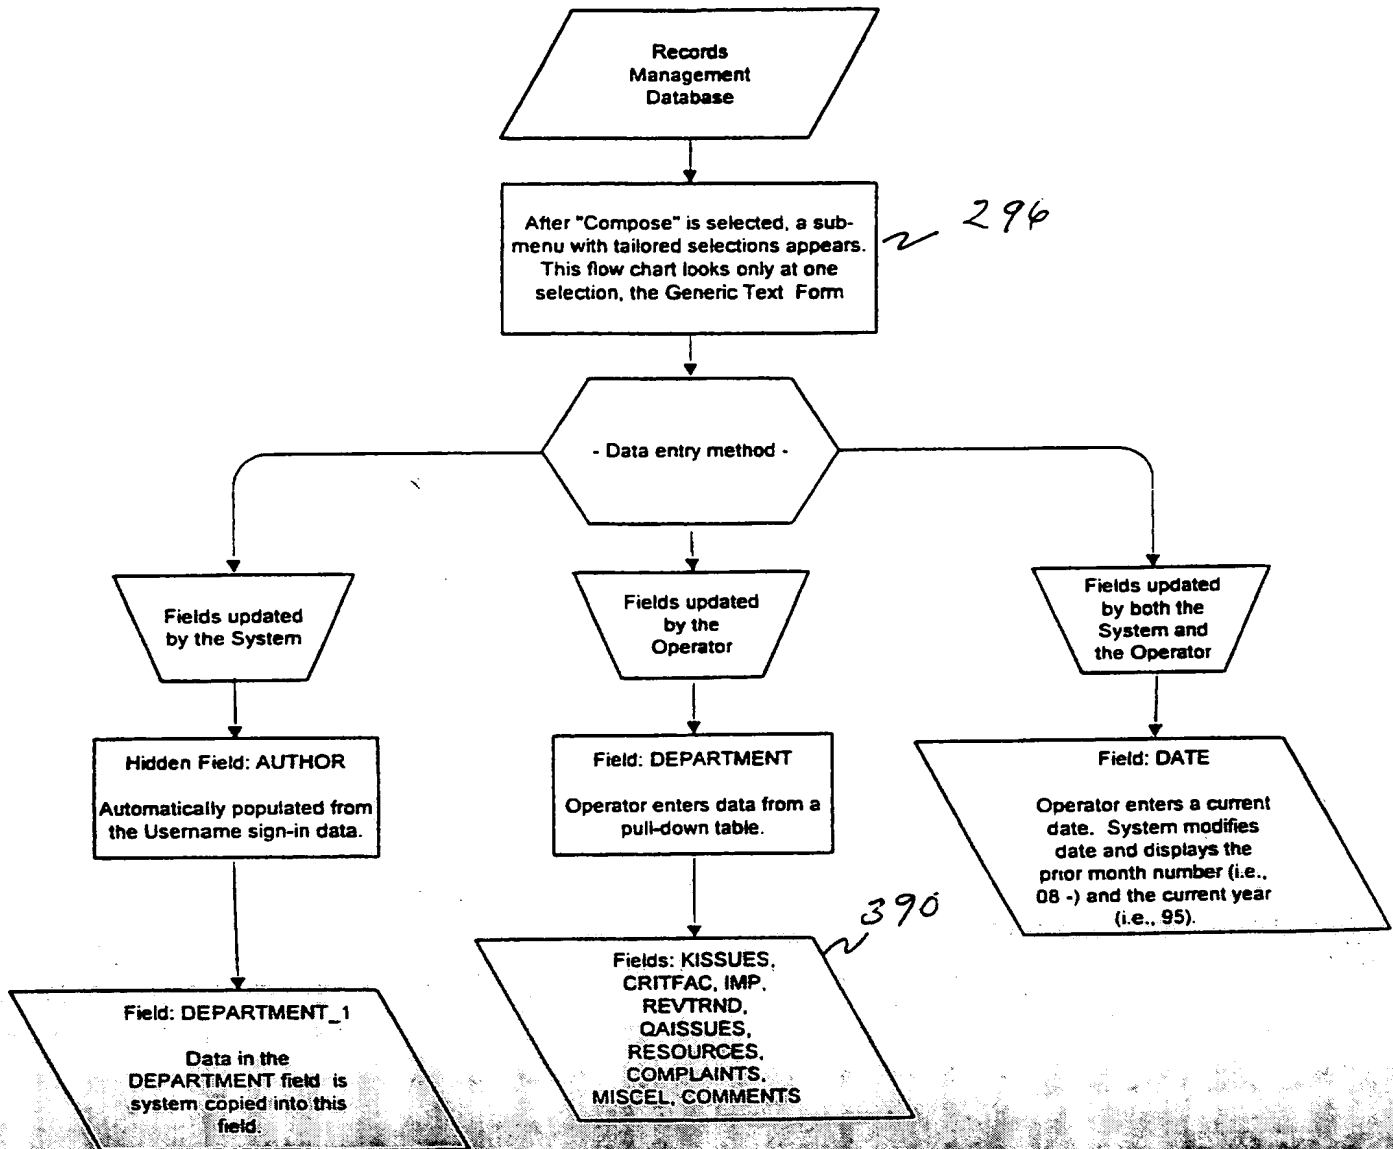 Records
Management
Database
After "Compose" is selected, a sub-
menu with tailored selections appears.
This flow chart looks only at one
selection, the Generic Text Form
296
- Data entry method -
Fields updated
by the System
Fields updated
by the
Operator
Fields updated
by both the
System and
the Operator
Hidden Field: AUTHOR
Automatically populated from
the Username sign-in data.
Field: DEPARTMENT
Operator enters data from a
pull-down table.
Field: DATE
Operator enters a current
date. System modifies
date and displays the
prior month number (i.e.,
08 -) and the current year
(i.e., 95).
390
Field: DEPARTMENT_1
Data in the
DEPARTMENT field is
system copied into this
field.
Fields: KISSUES,
CRITFAC, IMP,
REVTRND,
QAISSUES,
RESOURCES,
COMPLAINTS,
MISCEL, COMMENTS